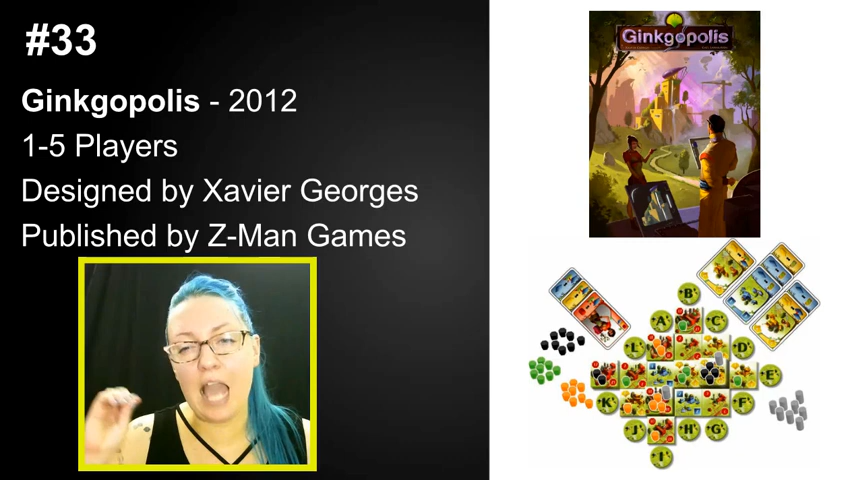 #33
Ginkgopolis - 2012
1-5 Players
Designed by Xavier Georges
Published by Z-Man Games
Ginkgopolis
B
A
C
L
D
E
K
F
J
H
G
I